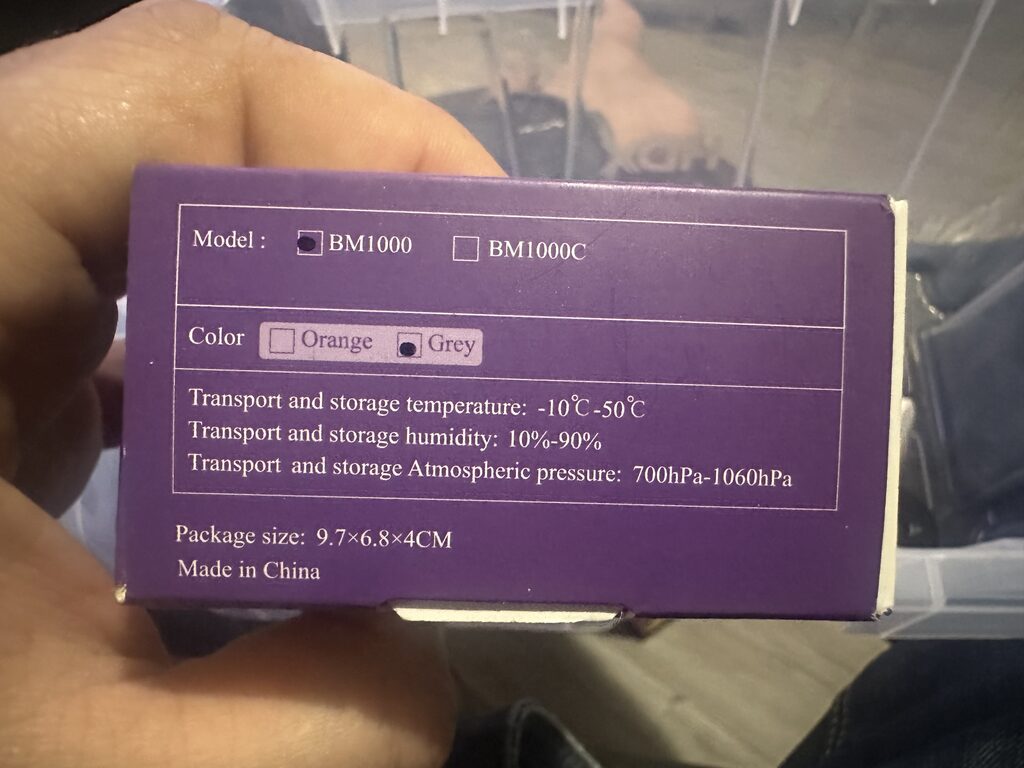 Model : BM1000 BM1000C
Color Orange Grey
Transport and storage temperature: -10℃-50℃
Transport and storage humidity: 10%-90%
Transport and storage Atmospheric pressure: 700hPa-1060hPa
Package size: 9.7×6.8×4CM
Made in China